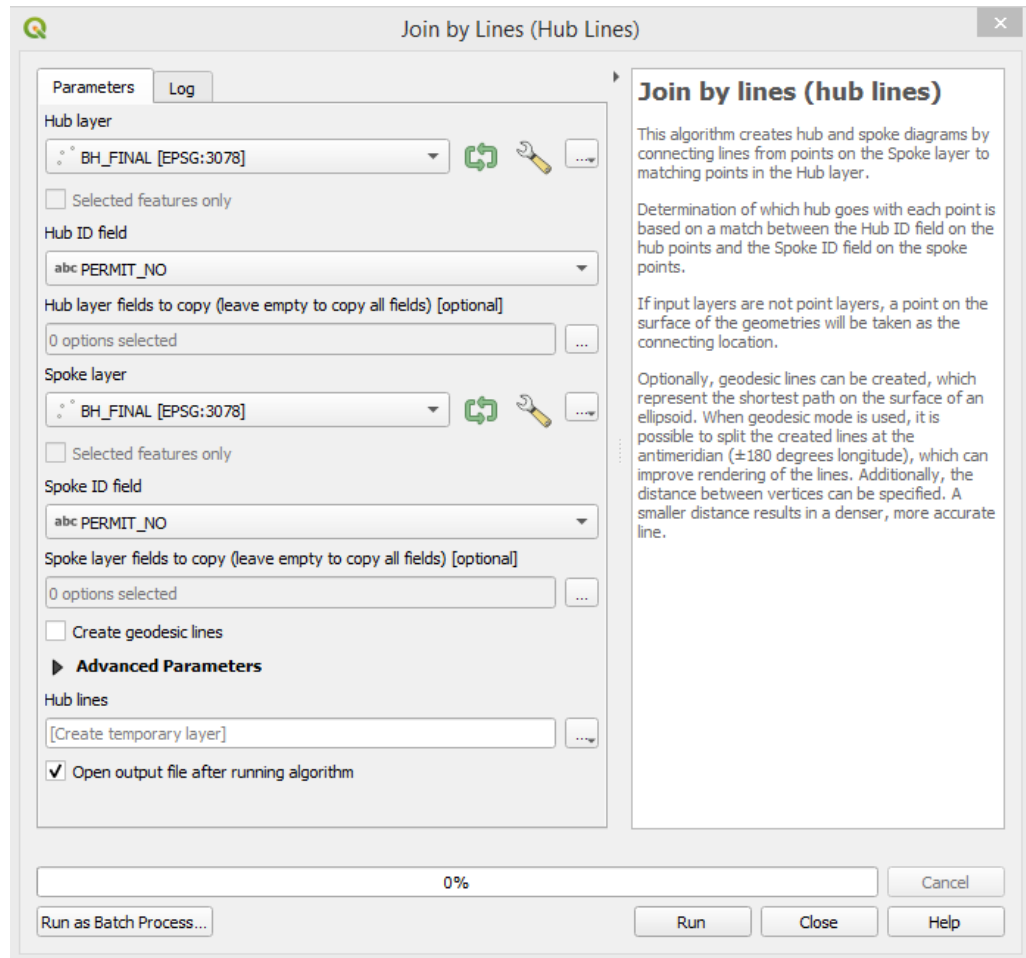 Join by Lines (Hub Lines)
Parameters
Log
Hub layer
BH_FINAL [EPSG:3078]
...
Selected features only
Hub ID field
abc PERMIT_NO
Hub layer fields to copy (leave empty to copy all fields) [optional]
0 options selected
...
Spoke layer
BH_FINAL [EPSG:3078]
...
Selected features only
Spoke ID field
abc PERMIT_NO
Spoke layer fields to copy (leave empty to copy all fields) [optional]
0 options selected
...
Create geodesic lines
Advanced Parameters
Hub lines
[Create temporary layer]
...
Open output file after running algorithm
Join by lines (hub lines)
This algorithm creates hub and spoke diagrams by
connecting lines from points on the Spoke layer to
matching points in the Hub layer.
Determination of which hub goes with each point is
based on a match between the Hub ID field on the
hub points and the Spoke ID field on the spoke
points.
If input layers are not point layers, a point on the
surface of the geometries will be taken as the
connecting location.
Optionally, geodesic lines can be created, which
represent the shortest path on the surface of an
ellipsoid. When geodesic mode is used, it is
possible to split the created lines at the
antimeridian (±180 degrees longitude), which can
improve rendering of the lines. Additionally, the
distance between vertices can be specified. A
smaller distance results in a denser, more accurate
line.
0%
Cancel
Run as Batch Process...
Run
Close
Help